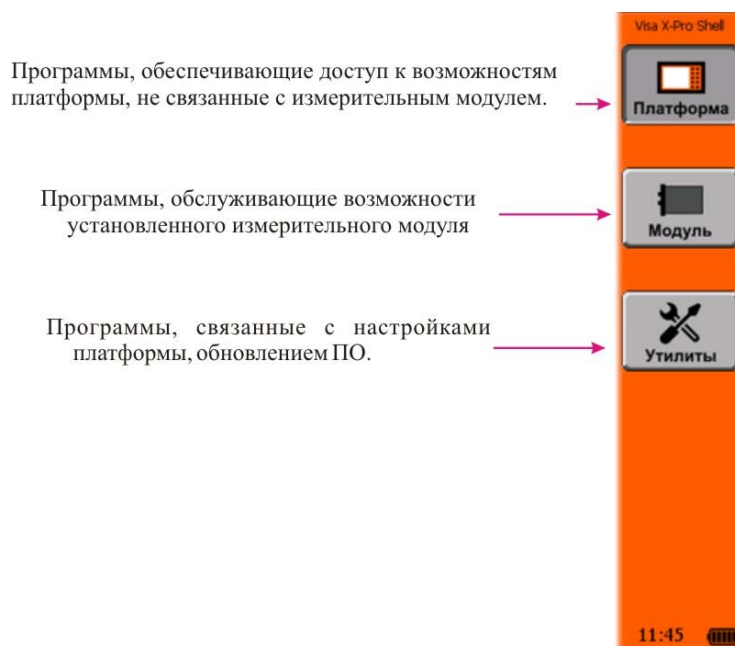 Visa X-Pro Shell
Программы, обеспечивающие доступ к возможностям
платформы, не связанные с измерительным модулем.
Платформа
Программы, обслуживающие возможности
установленного измерительного модуля
Модуль
Программы, связанные с настройками
платформы, обновлением ПО.
Утилиты
11:45